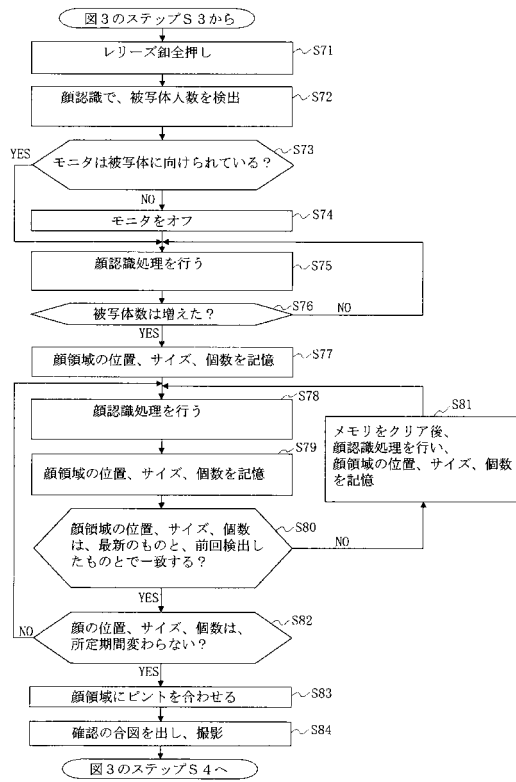 図3のステップS3から
レリーズ釦全押し
S71
顔認識で、被写体人数を検出
S72
モニタは被写体に向けられている？
S73
YES
NO
モニタをオフ
S74
顔認識処理を行う
S75
被写体数は増えた？
S76
NO
YES
顔領域の位置、サイズ、個数を記憶
S77
顔認識処理を行う
S78
顔領域の位置、サイズ、個数を記憶
S79
顔領域の位置、サイズ、個数
は、最新のものと、前回検出し
たものとで一致する？
S80
NO
YES
S81
メモリをクリア後、
顔認識処理を行い、
顔領域の位置、サイズ、個数
を記憶
顔の位置、サイズ、個数は、
所定期間変わらない？
S82
NO
YES
顔領域にピントを合わせる
S83
確認の合図を出し、撮影
S84
図3のステップS4へ